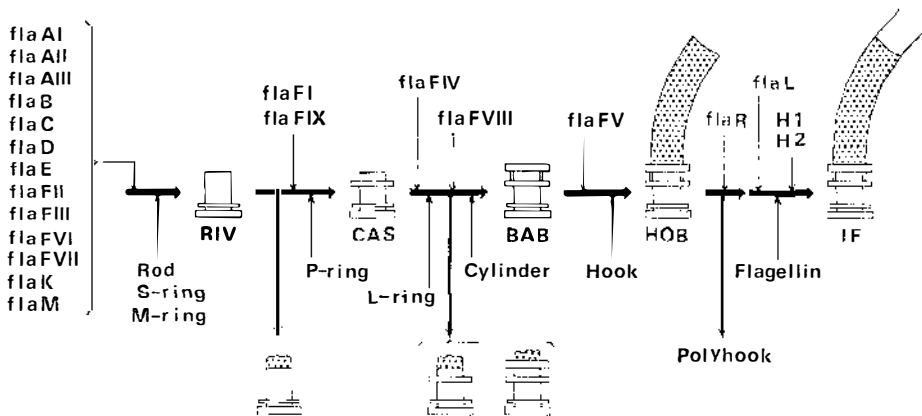 flaAI
flaAII
flaAIII
flaB
flaC
flaD
flaE
flaFII
flaFIII
flaFVI
flaFVII
flaK
flaM
Rod
S-ring
M-ring
RIV
flaFI
flaFIX
P-ring
CAS
flaFIV
flaFVIII
L-ring
Cylinder
BAB
flaFV
Hook
HOB
flaR
Polyhook
flaL
H1
H2
Flagellin
IF